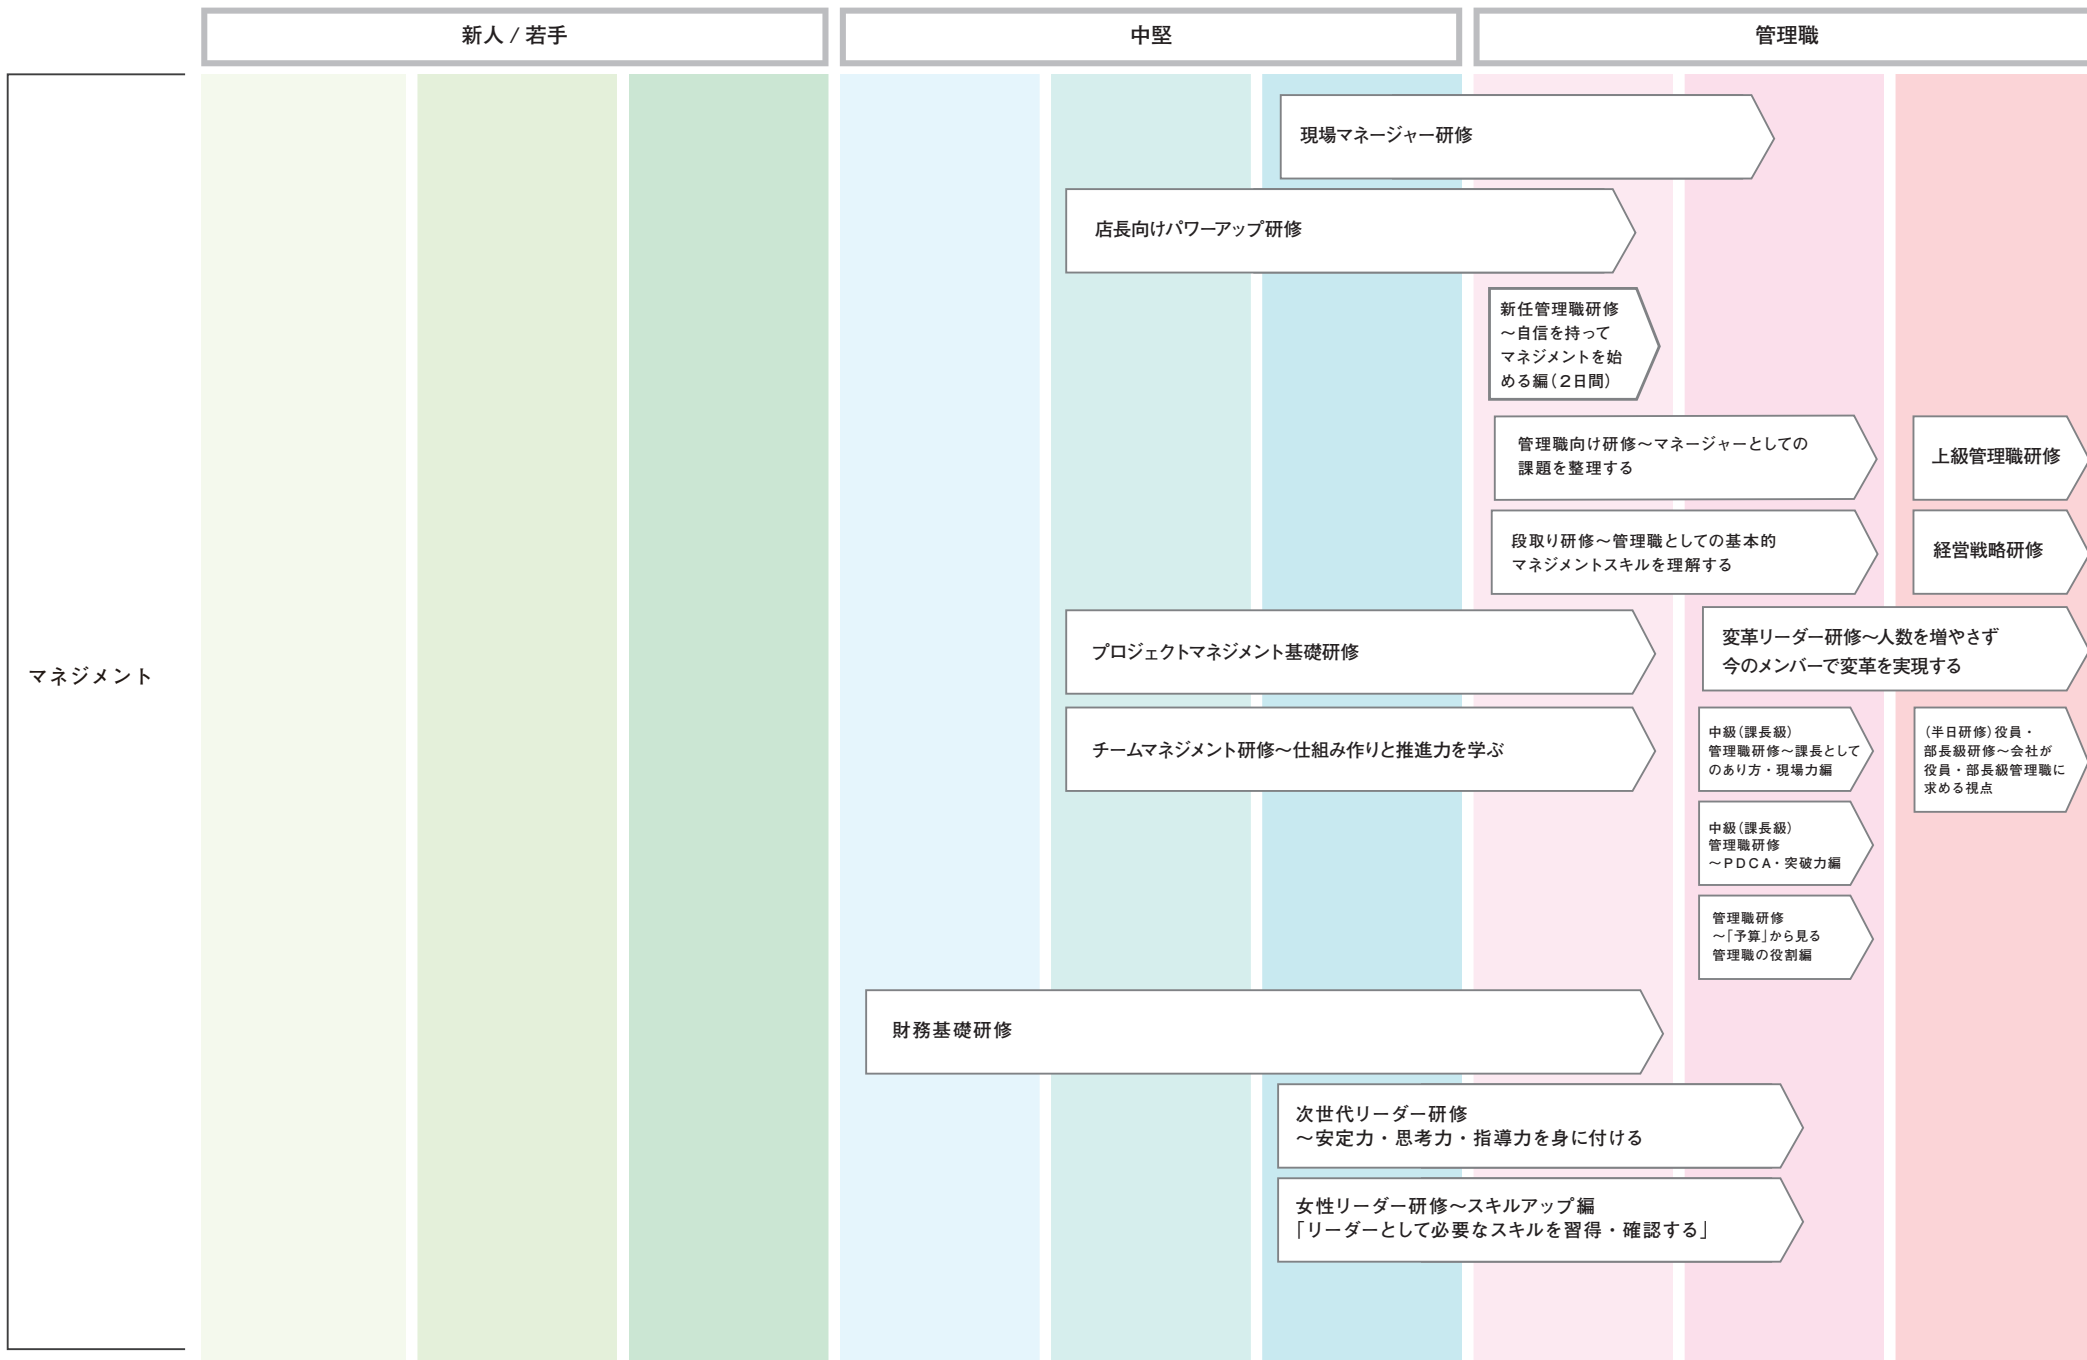 新人 / 若手
中堅
管理職
マネジメント
現場マネージャー研修
店長向けパワーアップ研修
新任管理職研修
～自信を持って
マネジメントを始
める編(２日間)
管理職向け研修～マネージャーとしての
課題を整理する
上級管理職研修
段取り研修～管理職としての基本的
マネジメントスキルを理解する
経営戦略研修
プロジェクトマネジメント基礎研修
変革リーダー研修～人数を増やさず
今のメンバーで変革を実現する
チームマネジメント研修～仕組み作りと推進力を学ぶ
中級(課長級)
管理職研修～課長として
のあり方・現場力編
(半日研修)役員・
部長級研修～会社が
役員・部長級管理職に
求める視点
中級(課長級)
管理職研修
～ＰＤＣＡ・突破力編
管理職研修
～「予算」から見る
管理職の役割編
財務基礎研修
次世代リーダー研修
～安定力・思考力・指導力を身に付ける
女性リーダー研修～スキルアップ編
「リーダーとして必要なスキルを習得・確認する」